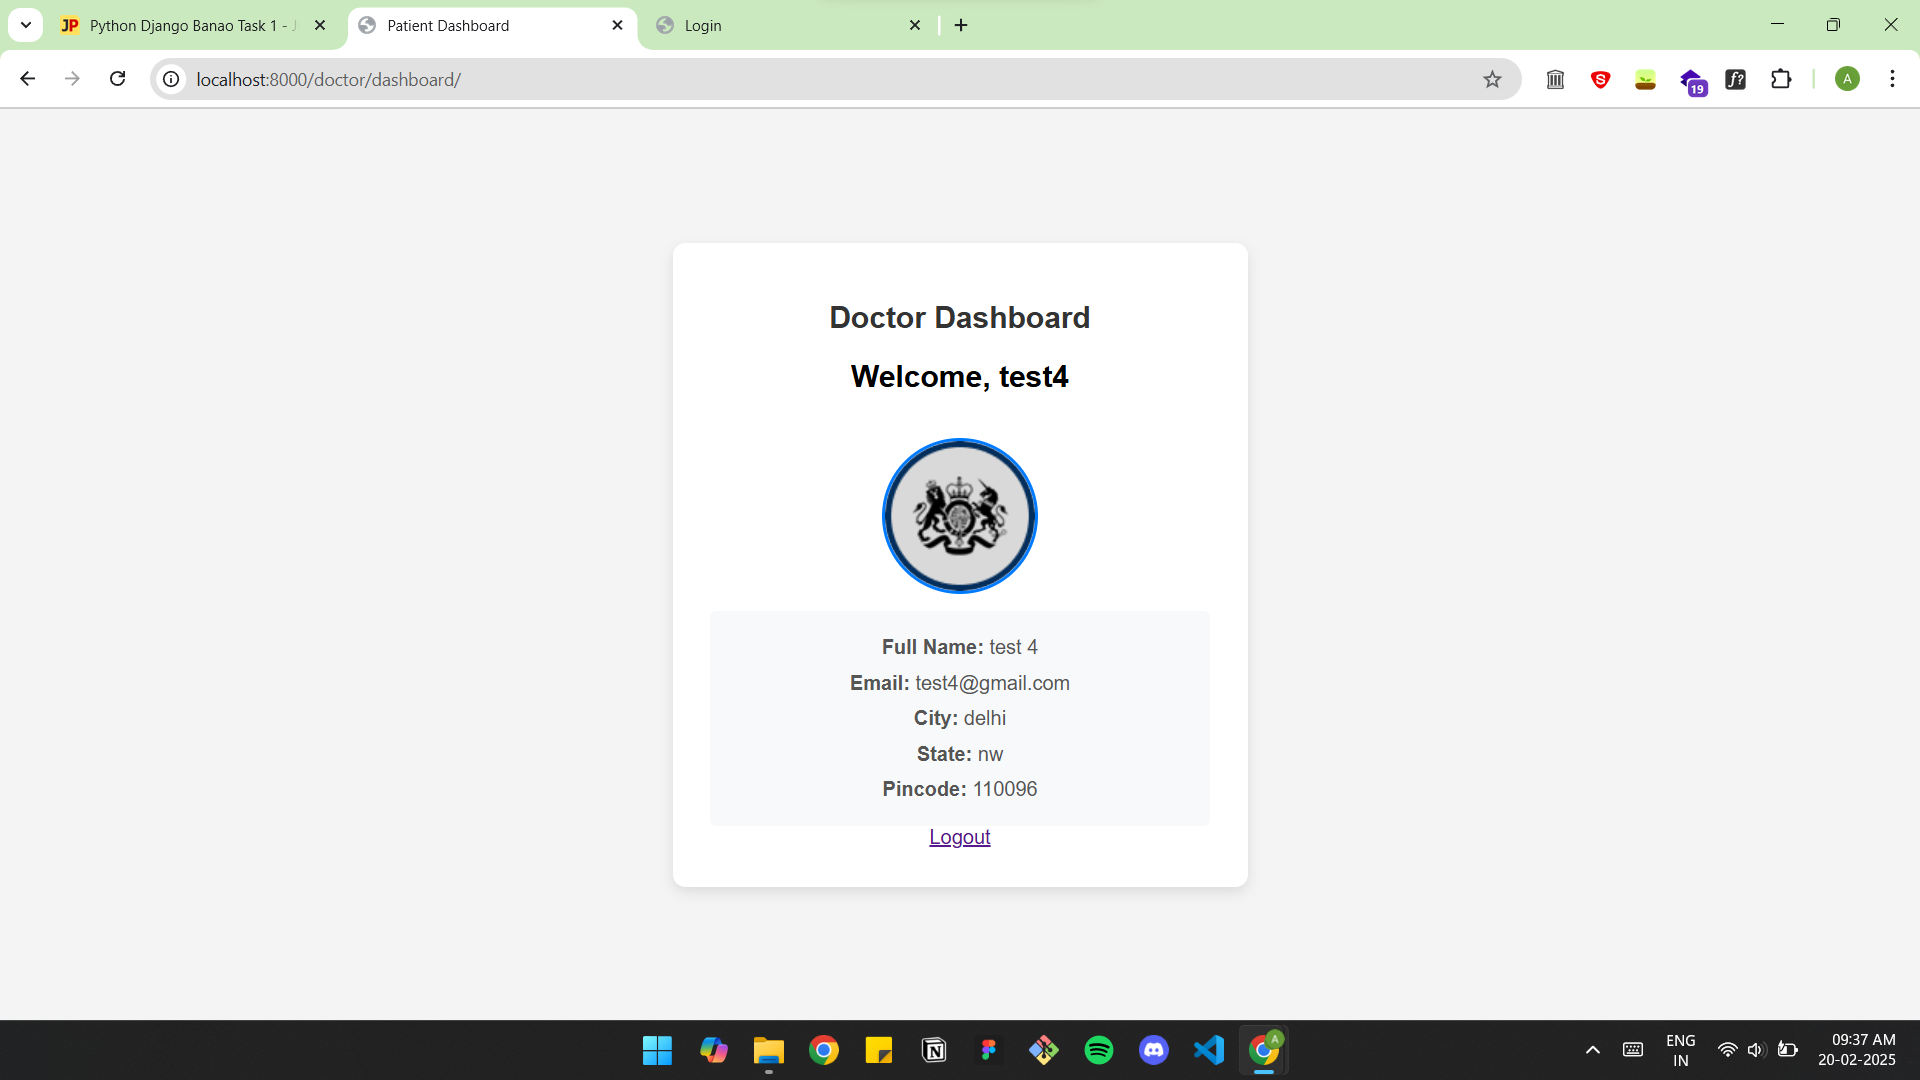 JP Python Django Banao Task 1 - J
Patient Dashboard
Login
localhost:8000/doctor/dashboard/
S
19
f?
A
Doctor Dashboard
Welcome, test4
Full Name: test 4
Email: test4@gmail.com
City: delhi
State: nw
Pincode: 110096
Logout
A
ENG
IN
09:37 AM
20-02-2025